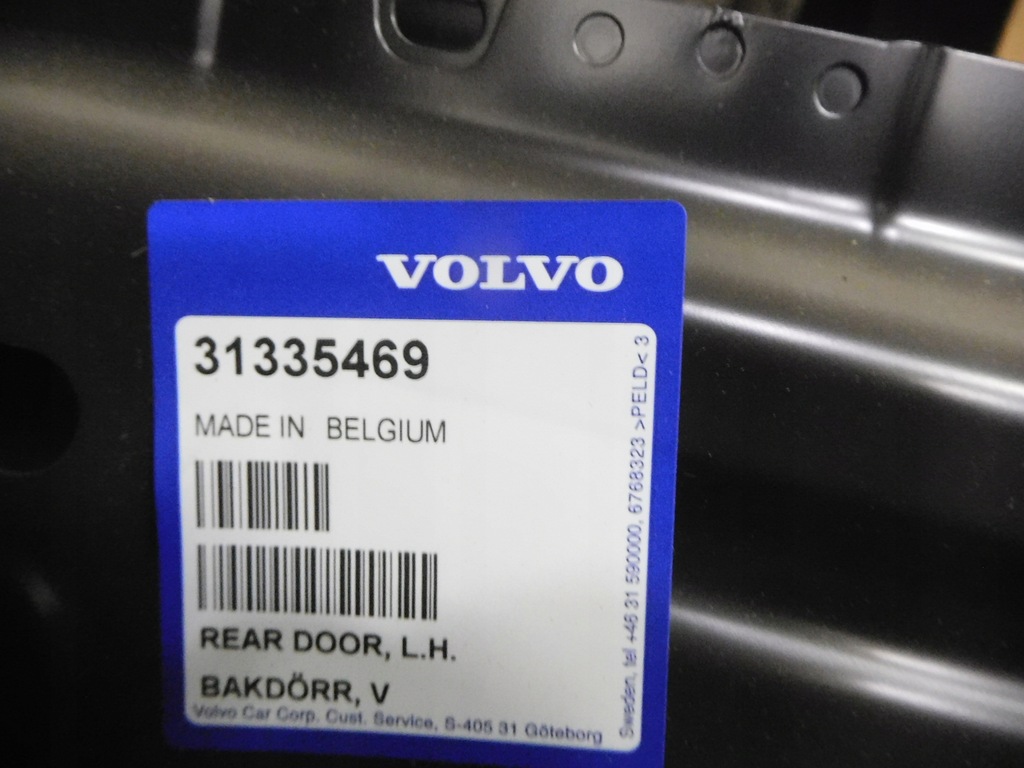 VOLVO
31335469
MADE IN BELGIUM
REAR DOOR, L.H.
BAKDÖRR, V
Volvo Car Corp. Cust. Service, S-405 31 Göteborg
Sweden, tel +46 31 590000, 6768323 >PELD< 3